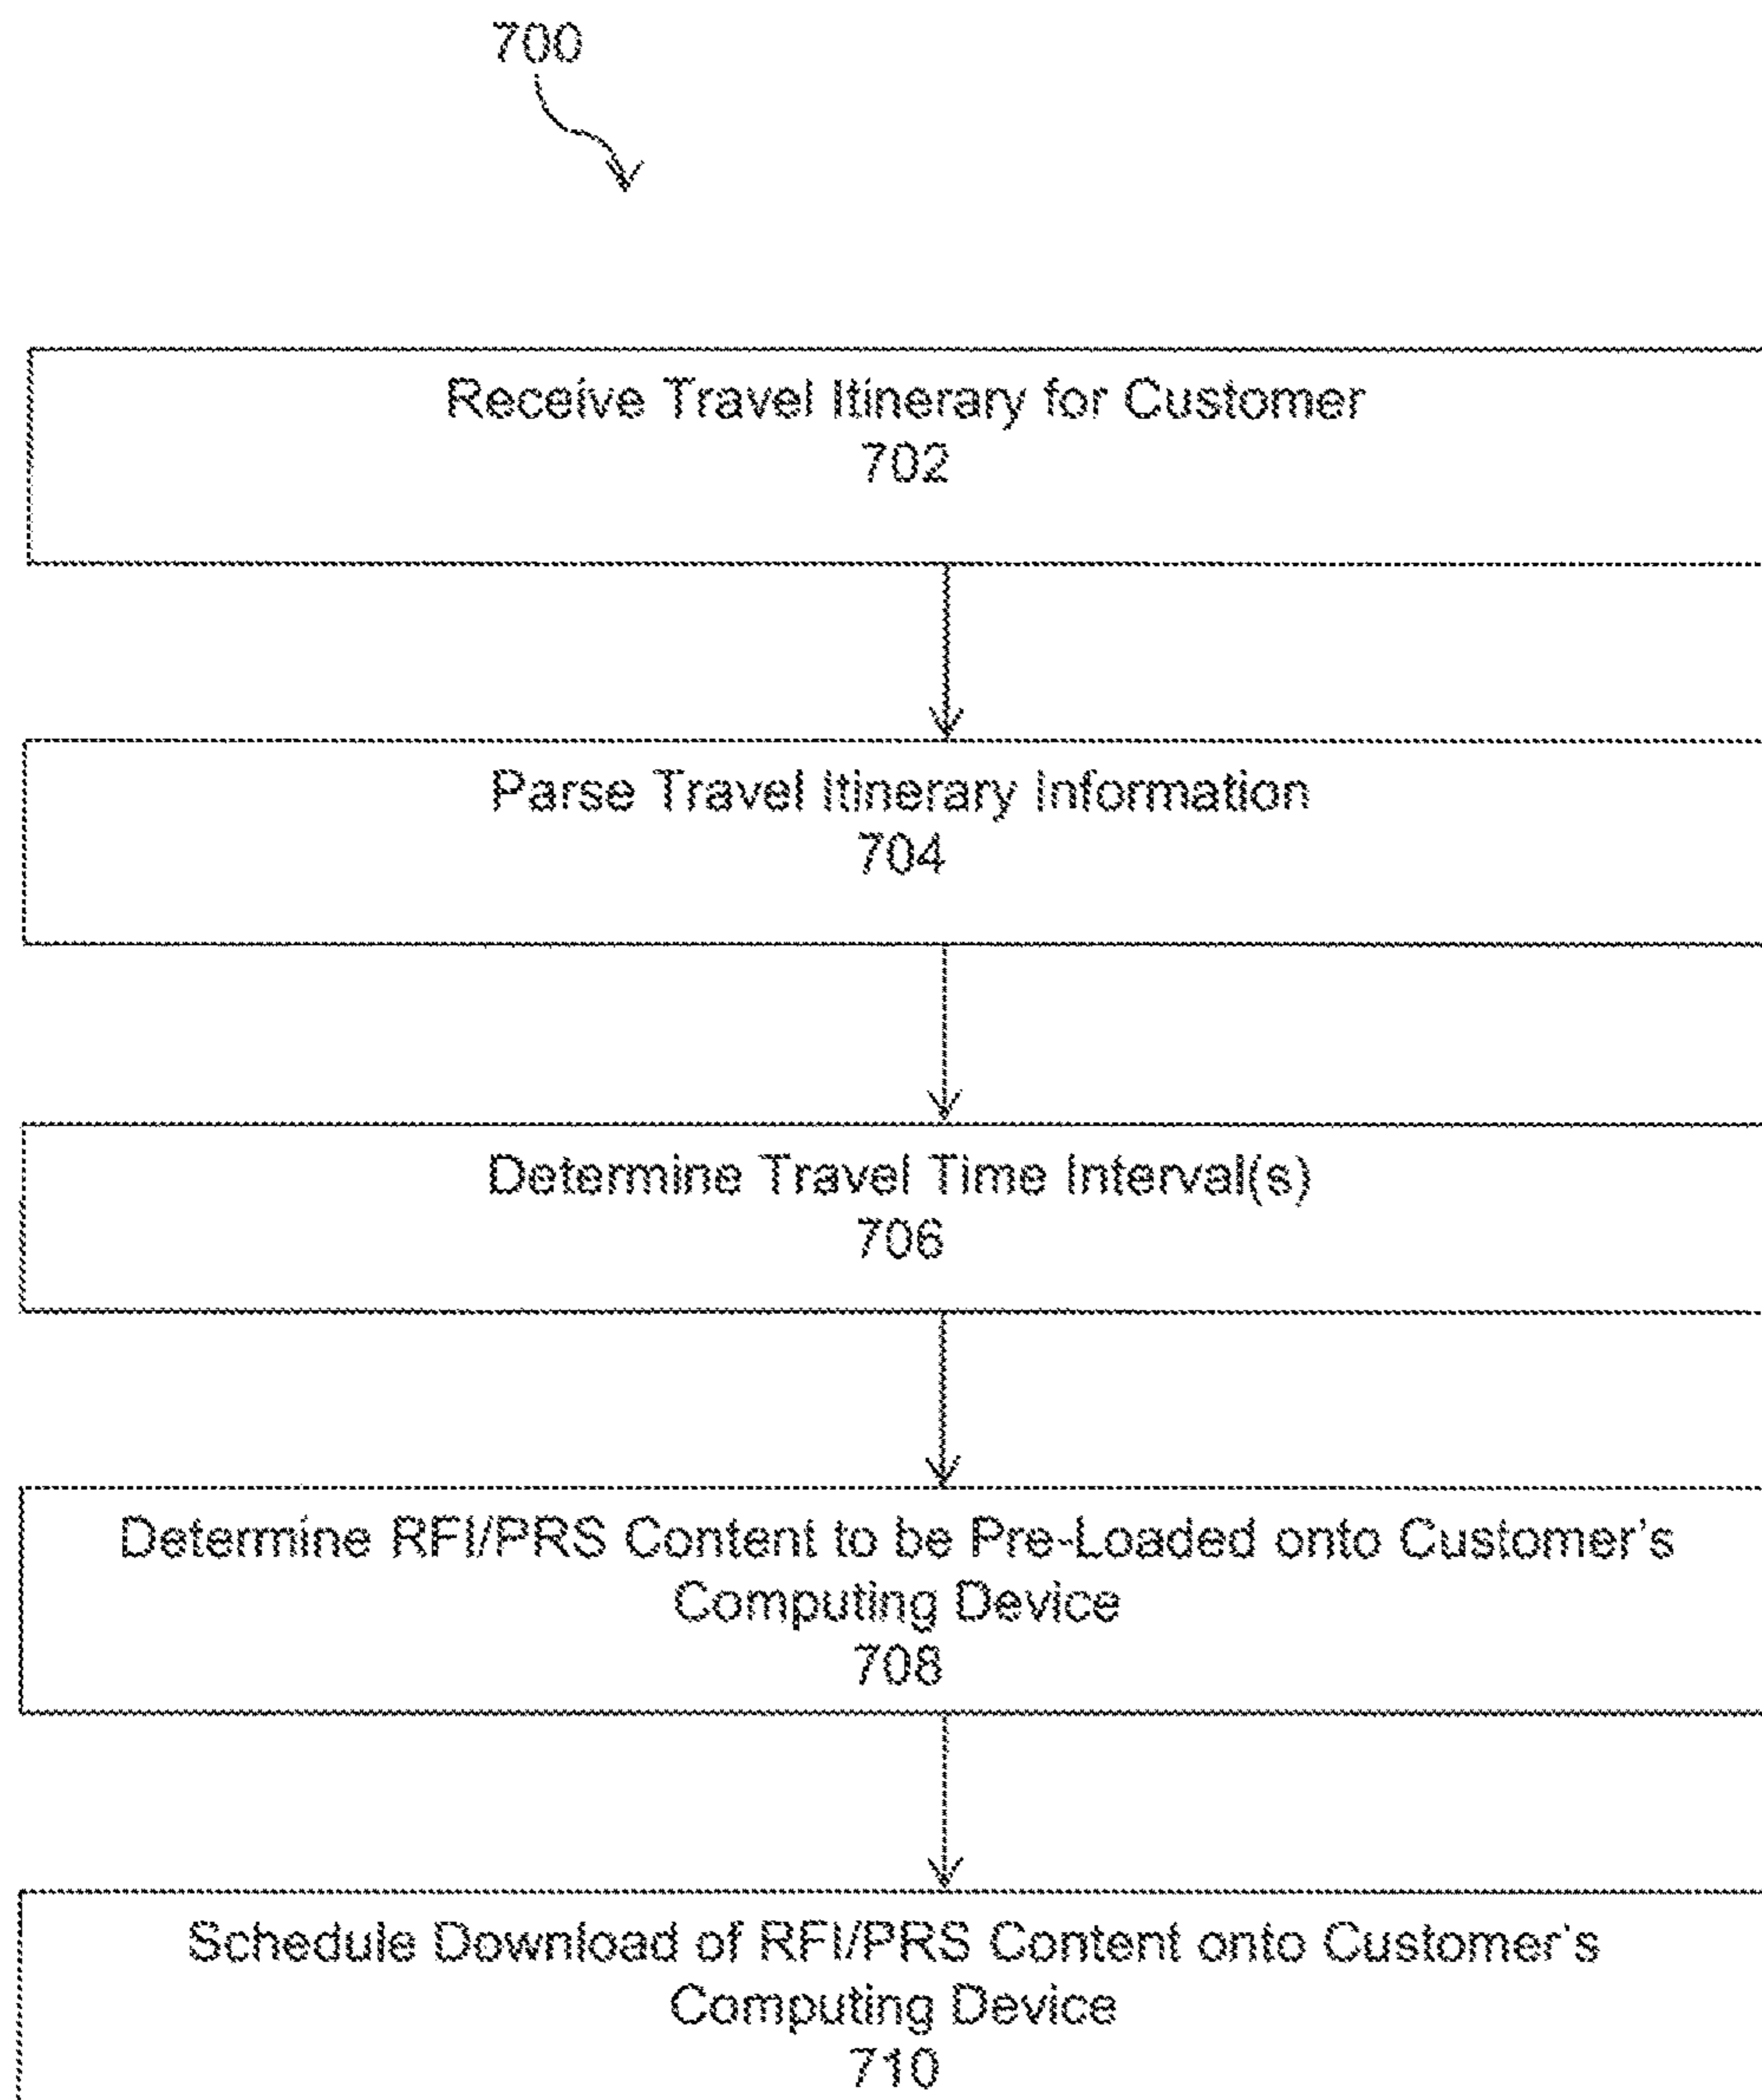 700
Receive Travel Itinerary for Customer
702
Parse Travel Itinerary Information
704
Determine Travel Time Interval(s)
706
Determine RFI/PRS Content to be Pre-Loaded onto Customer's
Computing Device
708
Schedule Download of RFI/PRS Content onto Customer's
Computing Device
710